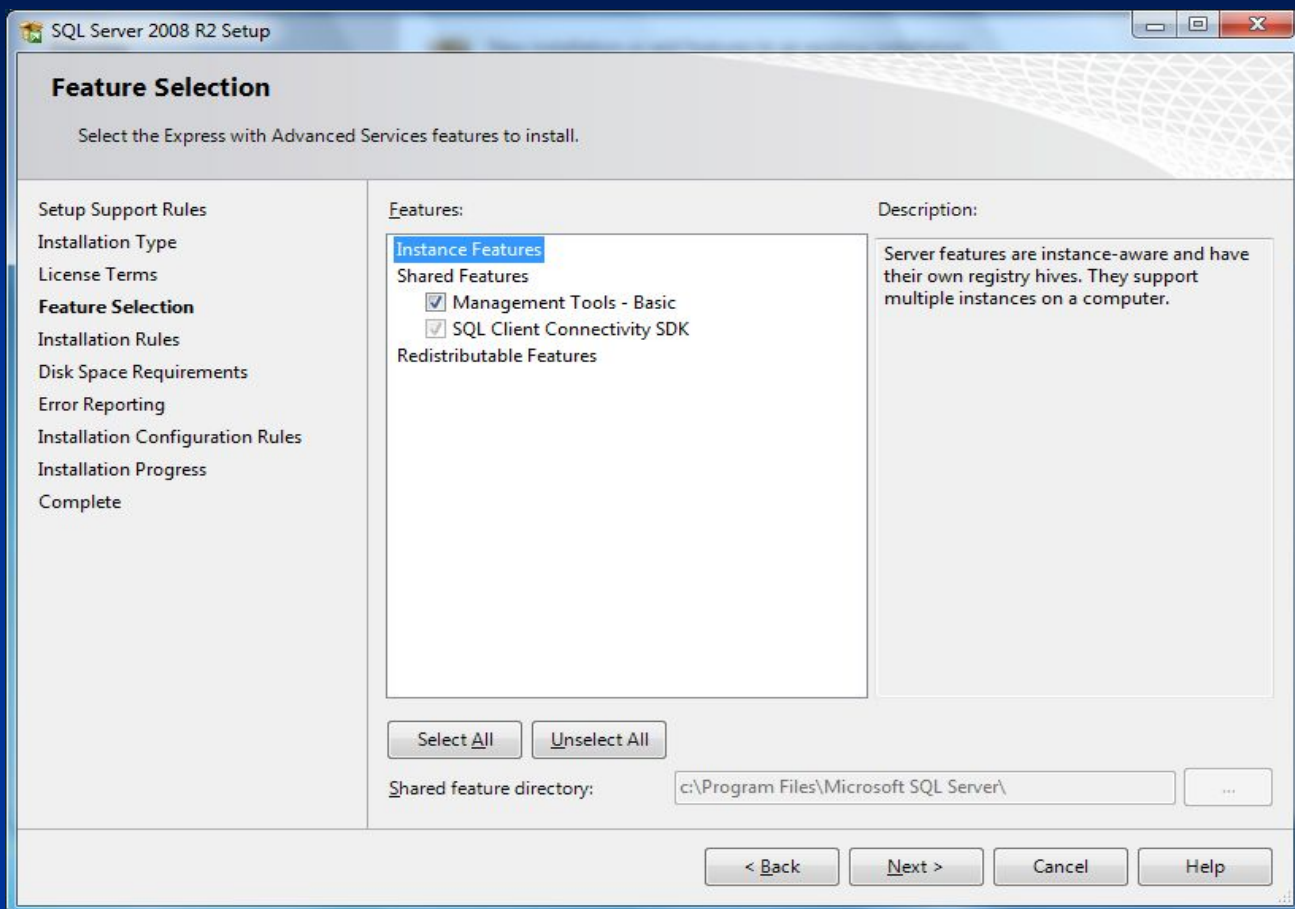 SQL Server 2008 R2 Setup
Feature Selection
Select the Express with Advanced Services features to install.
Setup Support Rules
Installation Type
License Terms
Feature Selection
Installation Rules
Disk Space Requirements
Error Reporting
Installation Configuration Rules
Installation Progress
Complete
Features:
Instance Features
Shared Features
Management Tools - Basic
SQL Client Connectivity SDK
Redistributable Features
Description:
Server features are instance-aware and have
their own registry hives. They support
multiple instances on a computer.
Select All
Unselect All
Shared feature directory:
c:\Program Files\Microsoft SQL Server\
...
< Back
Next >
Cancel
Help